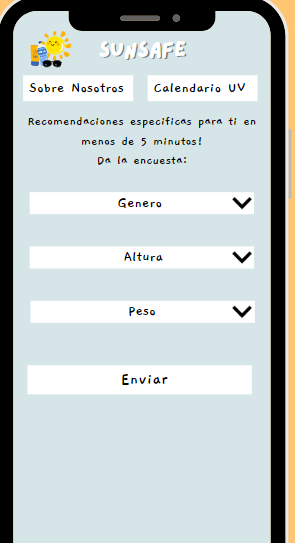 SUNSAFE
Sobre Nosotros
Calendario UV
Recomendaciones especificas para ti en
menos de 5 minutos!
Da la encuesta:
Genero
Altura
Peso
Enviar